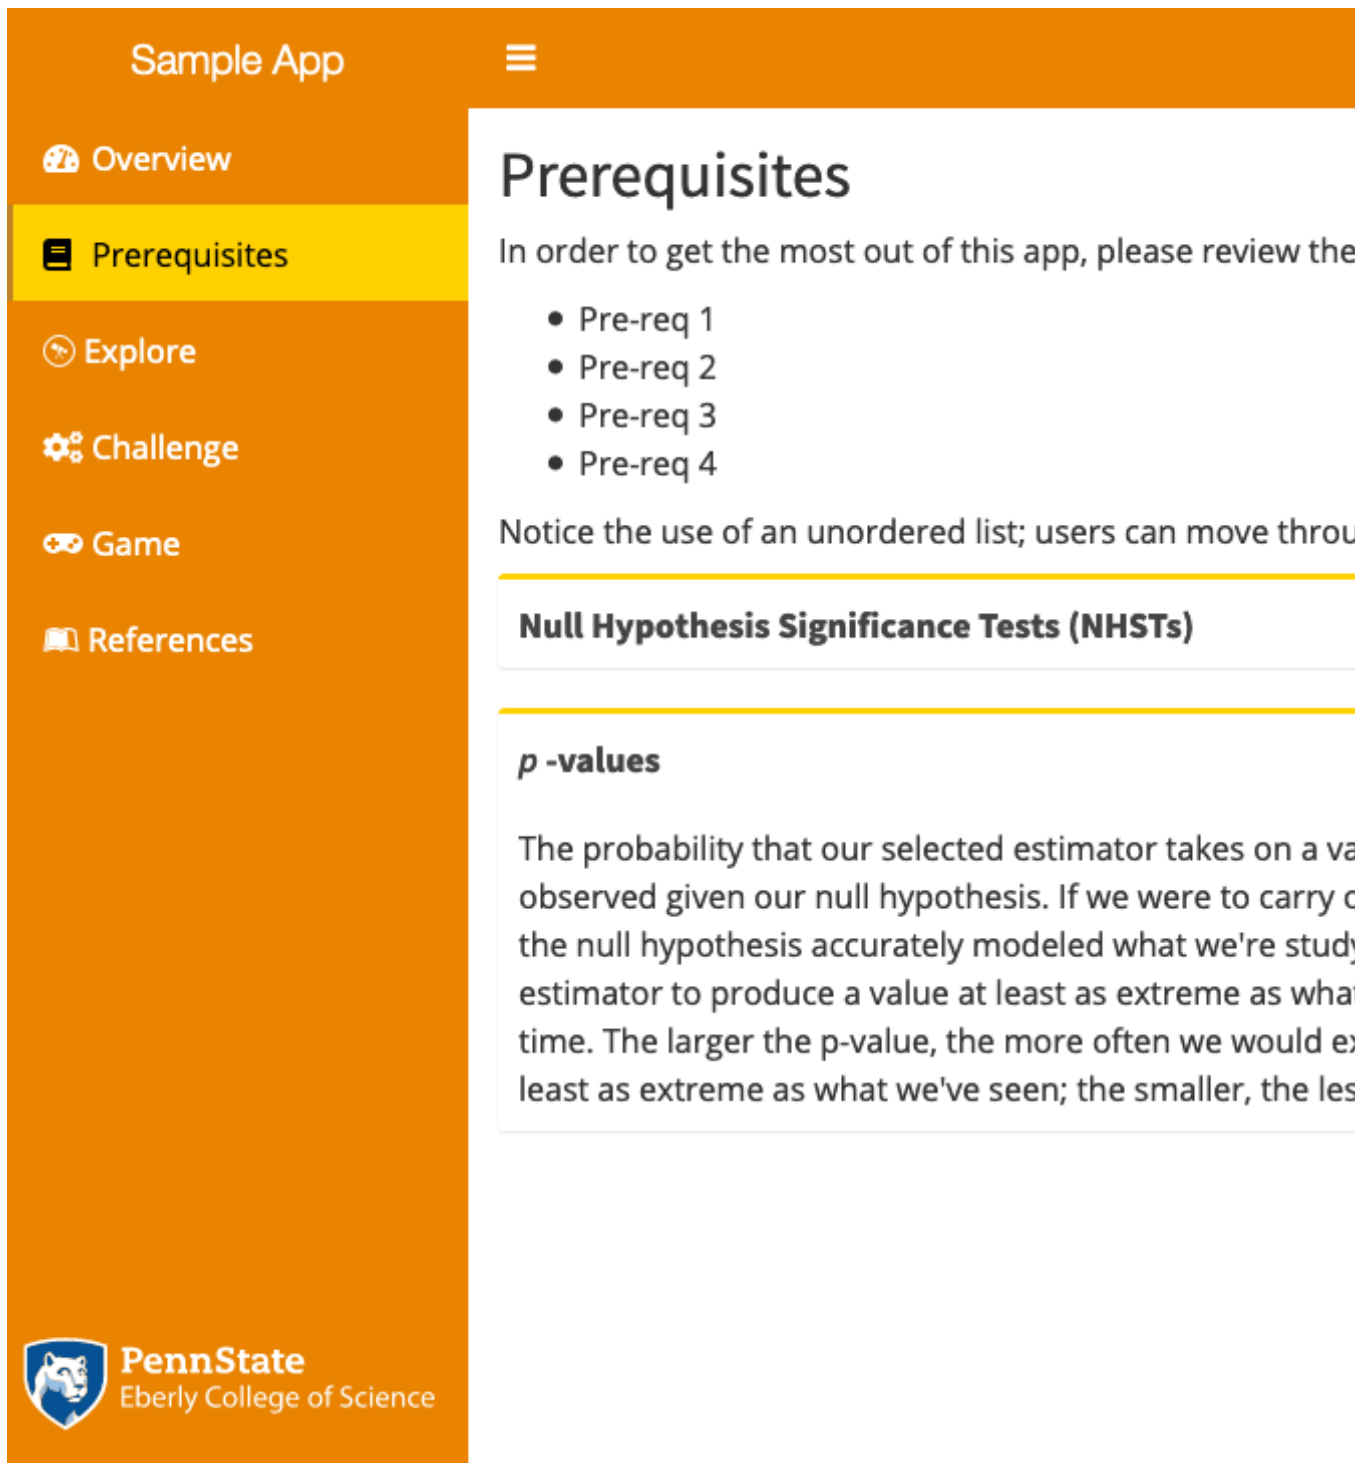 Sample App
Overview
Prerequisites
Explore
Challenge
Game
References
PennState
Eberly College of Science
Prerequisites
In order to get the most out of this app, please review the
Pre-req 1
Pre-req 2
Pre-req 3
Pre-req 4
Notice the use of an unordered list; users can move
Null Hypothesis Significance Tests (NHSTs)
p -values
The probability that our selected estimator takes on a
observed given our null hypothesis. If we were to carry
the null hypothesis accurately modeled what we're
estimator to produce a value at least as extreme as
time. The larger the p-value, the more often we would
least as extreme as what we've seen; the smaller, the